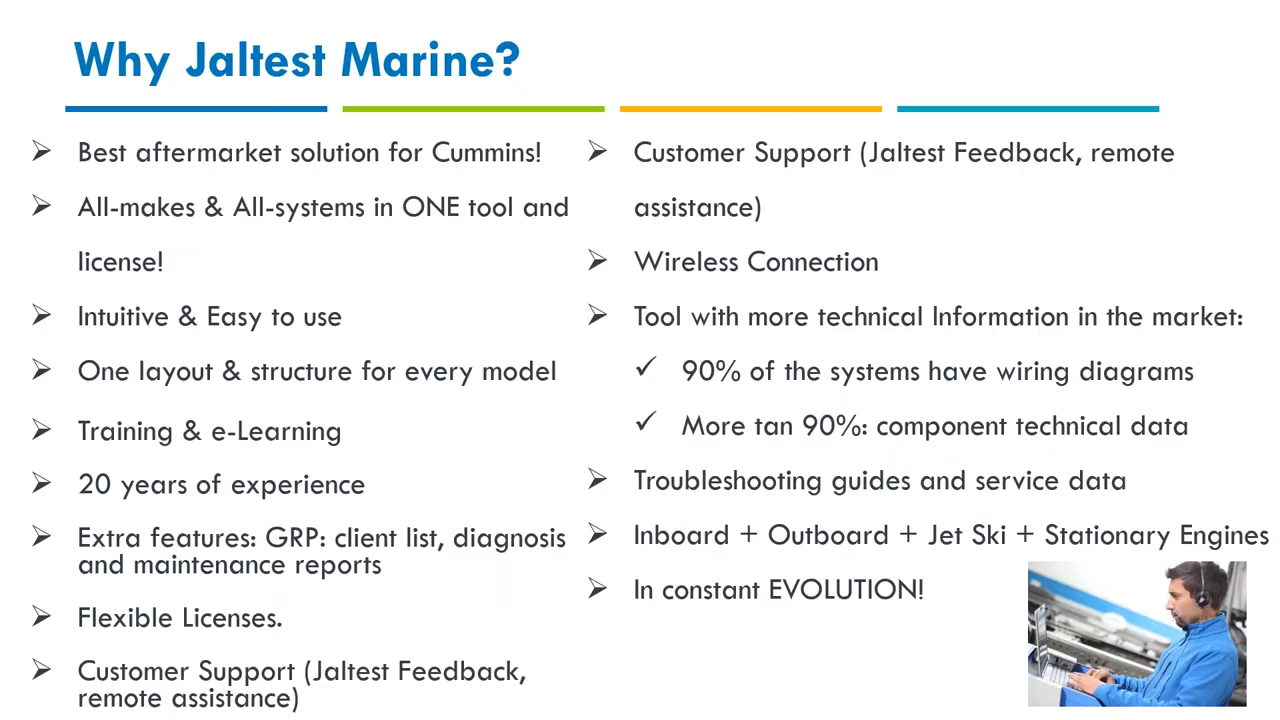 Why Jaltest Marine?
Best aftermarket solution for Cummins!
All-makes & All-systems in ONE tool and
license!
Intuitive & Easy to use
One layout & structure for every model
Training & e-Learning
20 years of experience
Extra features: GRP: client list, diagnosis
and maintenance reports
Flexible Licenses.
Customer Support (Jaltest Feedback,
remote assistance)
Customer Support (Jaltest Feedback, remote
assistance)
Wireless Connection
Tool with more technical Information in the market:
90% of the systems have wiring diagrams
More tan 90%: component technical data
Troubleshooting guides and service data
Inboard + Outboard + Jet Ski + Stationary Engines
In constant EVOLUTION!